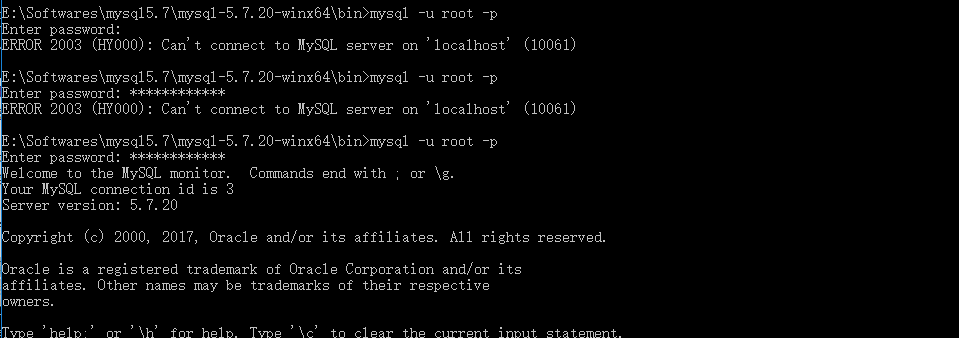 E:\Softwares\mysql5.7\mysql-5.7.20-winx64\bin>mysql -u root -p
Enter password:
ERROR 2003 (HY000): Can't connect to MySQL server on 'localhost' (10061)
E:\Softwares\mysql5.7\mysql-5.7.20-winx64\bin>mysql -u root -p
Enter password: ************
ERROR 2003 (HY000): Can't connect to MySQL server on 'localhost' (10061)
E:\Softwares\mysql5.7\mysql-5.7.20-winx64\bin>mysql -u root -p
Enter password: ************
Welcome to the MySQL monitor.  Commands end with ; or \g.
Your MySQL connection id is 3
Server version: 5.7.20
Copyright (c) 2000, 2017, Oracle and/or its affiliates. All rights reserved.
Oracle is a registered trademark of Oracle Corporation and/or its
affiliates. Other names may be trademarks of their respective
owners.
Type 'help;' or '\h' for help. Type '\c' to clear the current input statement.